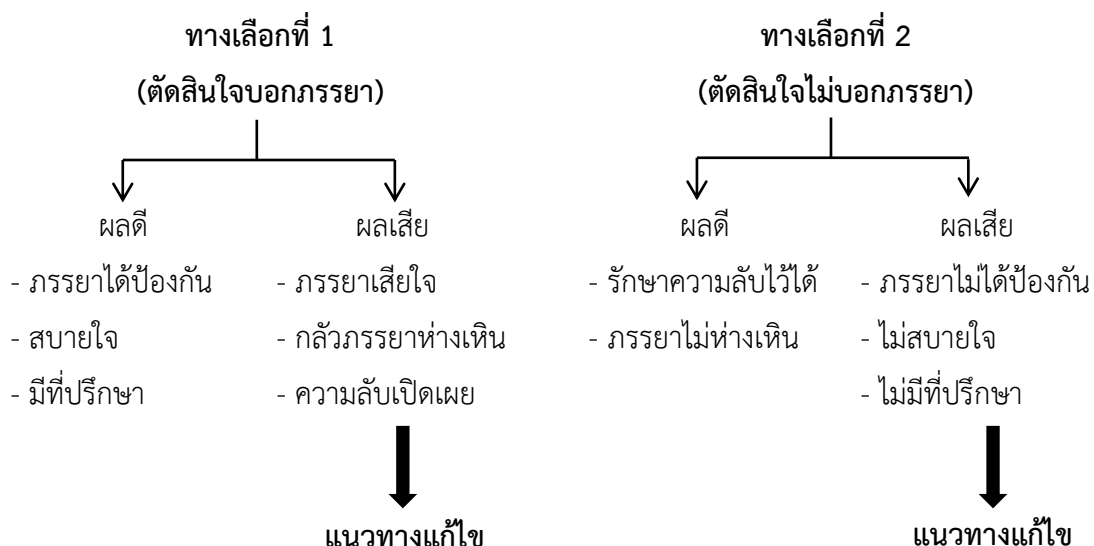 ทางเลือกที่ 1
(ตัดสินใจบอกภรรยา)
ผลดี
- ภรรยาได้ป้องกัน
- สบายใจ
- มีที่ปรึกษา
ผลเสีย
- ภรรยาเสียใจ
- กลัวภรรยาห่างเหิน
- ความลับเปิดเผย
แนวทางแก้ไข
ทางเลือกที่ 2
(ตัดสินใจไม่บอกภรรยา)
ผลดี
- รักษาความลับไว้ได้
- ภรรยาไม่ห่างเหิน
ผลเสีย
- ภรรยาไม่ได้ป้องกัน
- ไม่สบายใจ
- ไม่มีที่ปรึกษา
แนวทางแก้ไข